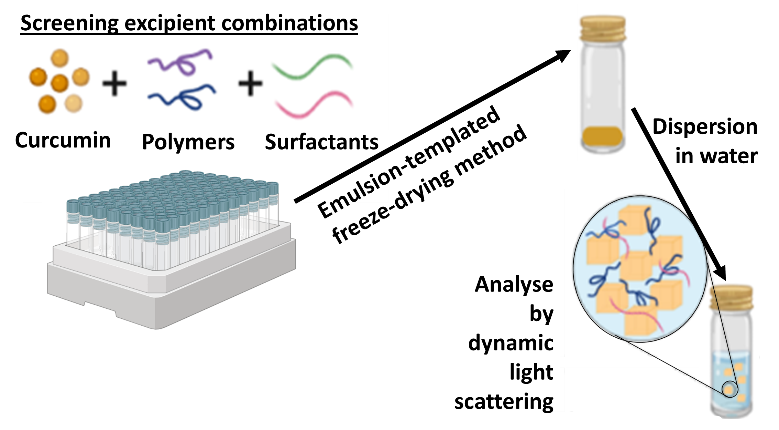 Screening excipient combinations
Curcumin
Polymers
Surfactants
Emulsion-templated
freeze-drying method
Dispersion
in water
Analyse
by
dynamic
light
scattering